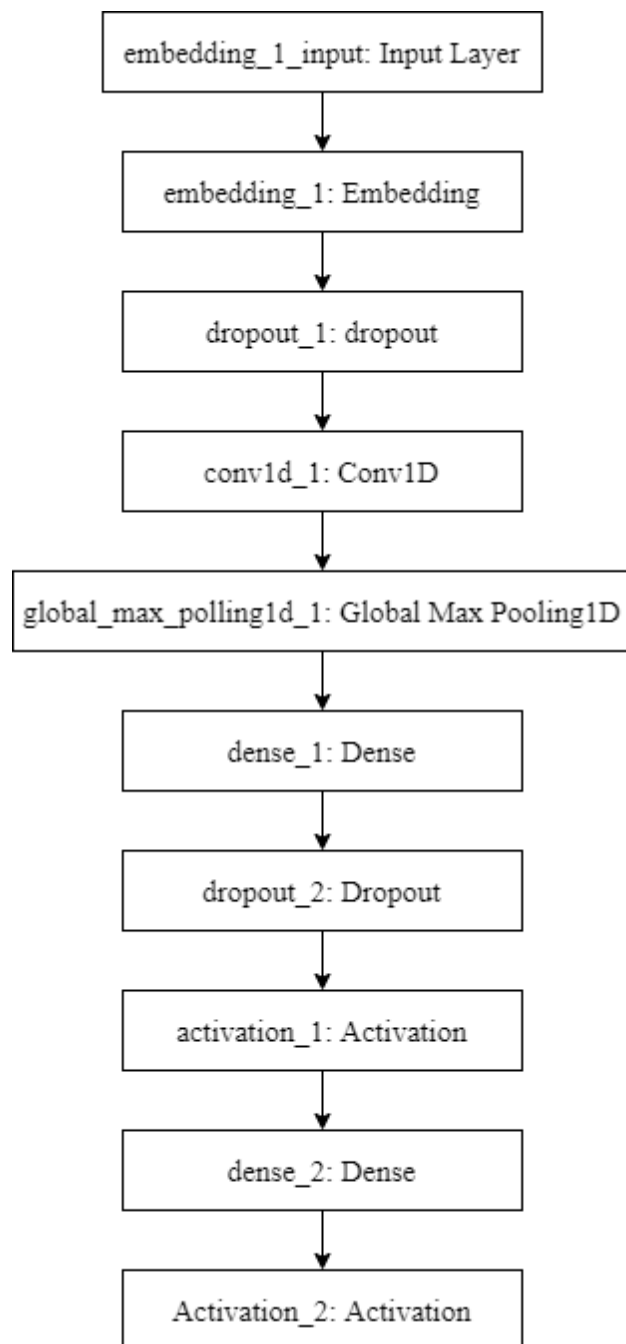 embedding_1_input: Input Layer
embedding_1: Embedding
dropout_1: dropout
conv1d_1: Conv1D
global_max_polling1d_1: Global Max Pooling1D
dense_1: Dense
dropout_2: Dropout
activation_1: Activation
dense_2: Dense
Activation_2: Activation